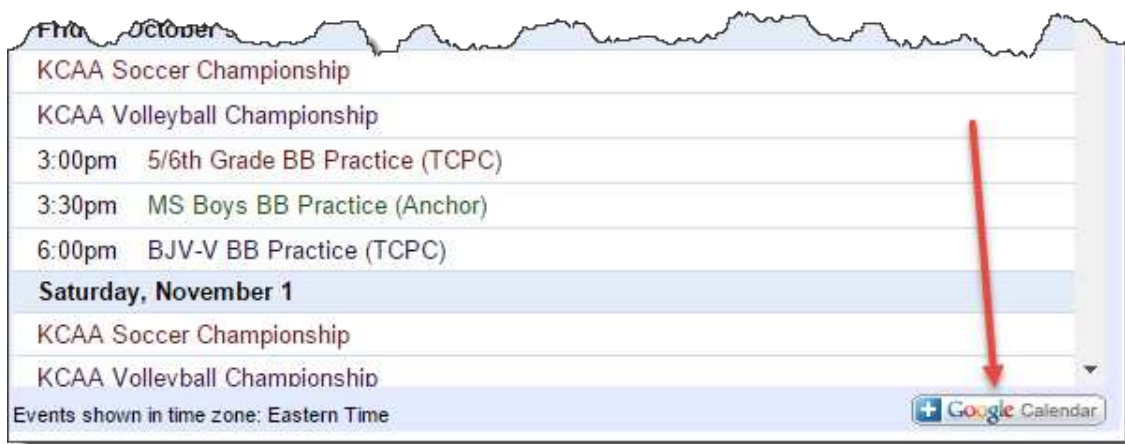 KCAA Soccer Championship
KCAA Volleyball Championship
3:00pm 5/6th Grade BB Practice (TCPC)
3:30pm MS Boys BB Practice (Anchor)
6:00pm BJV-V BB Practice (TCPC)
Saturday, November 1
KCAA Soccer Championship
KCAA Volleyball Championship
Events shown in time zone: Eastern Time
Google Calendar